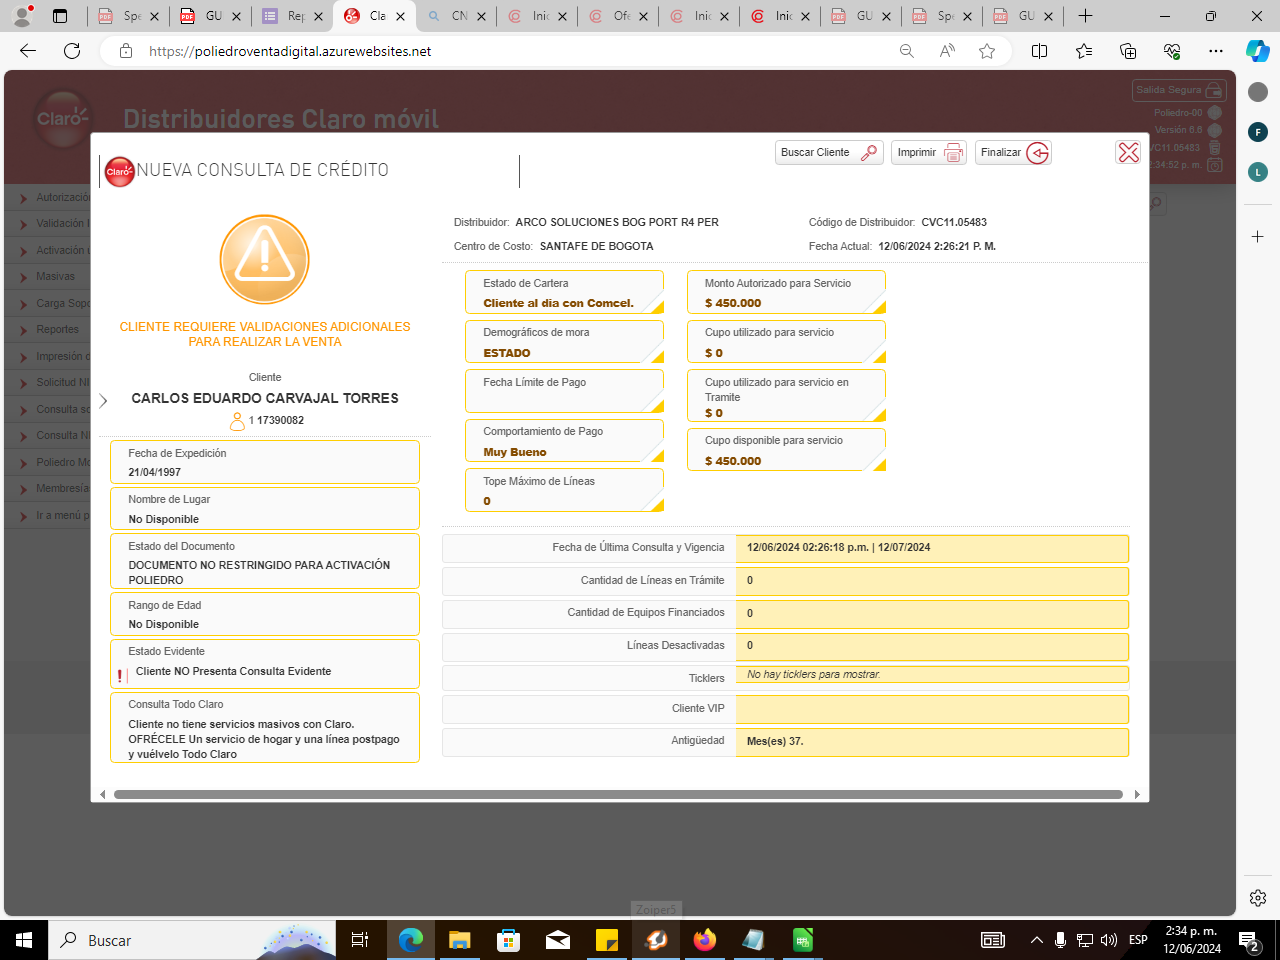 Spe
GU
Rep
Cla
CN
Inic
Ofe
Inic
Inic
GU
Spe
GU
https://poliedroventadigital.azurewebsites.net
Claro
Distribuidores Claro móvil
Salida Segura
Poliedro-00
Versión 6.6
VC11.05483
2:34:52 p. m.
Autorización
Validación
Activación
Masivas
Carga Sopo
Reportes
Impresión d
Solicitud NI
Consulta so
Consulta NI
Poliedro Mo
Membresía
Ir a menú p
Claro
NUEVA CONSULTA DE CRÉDITO
Buscar Cliente
Imprimir
Finalizar
CLIENTE REQUIERE VALIDACIONES ADICIONALES
PARA REALIZAR LA VENTA
Cliente
CARLOS EDUARDO CARVAJAL TORRES
1 17390082
Fecha de Expedición
21/04/1997
Nombre de Lugar
No Disponible
Estado del Documento
DOCUMENTO NO RESTRINGIDO PARA ACTIVACIÓN
POLIEDRO
Rango de Edad
No Disponible
Estado Evidente
Cliente NO Presenta Consulta Evidente
Consulta Todo Claro
Cliente no tiene servicios masivos con Claro.
OFRÉCELE Un servicio de hogar y una línea postpago
y vuélvelo Todo Claro
Distribuidor: ARCO SOLUCIONES BOG PORT R4 PER
Código de Distribuidor: CVC11.05483
Centro de Costo: SANTAFE DE BOGOTA
Fecha Actual: 12/06/2024 2:26:21 P. M.
Estado de Cartera
Cliente al dia con Comcel.
Demográficos de mora
ESTADO
Fecha Límite de Pago
Comportamiento de Pago
Muy Bueno
Tope Máximo de Líneas
0
Monto Autorizado para Servicio
$ 450.000
Cupo utilizado para servicio
$ 0
Cupo utilizado para servicio en
Tramite
$ 0
Cupo disponible para servicio
$ 450.000
Fecha de Última Consulta y Vigencia 12/06/2024 02:26:18 p.m. | 12/07/2024
Cantidad de Líneas en Trámite 0
Cantidad de Equipos Financiados 0
Líneas Desactivadas 0
Ticklers No hay ticklers para mostrar.
Cliente VIP
Antigüedad Mes(es) 37.
F
L
Zoiper5
Buscar
ESP
2:34 p. m.
12/06/2024
2